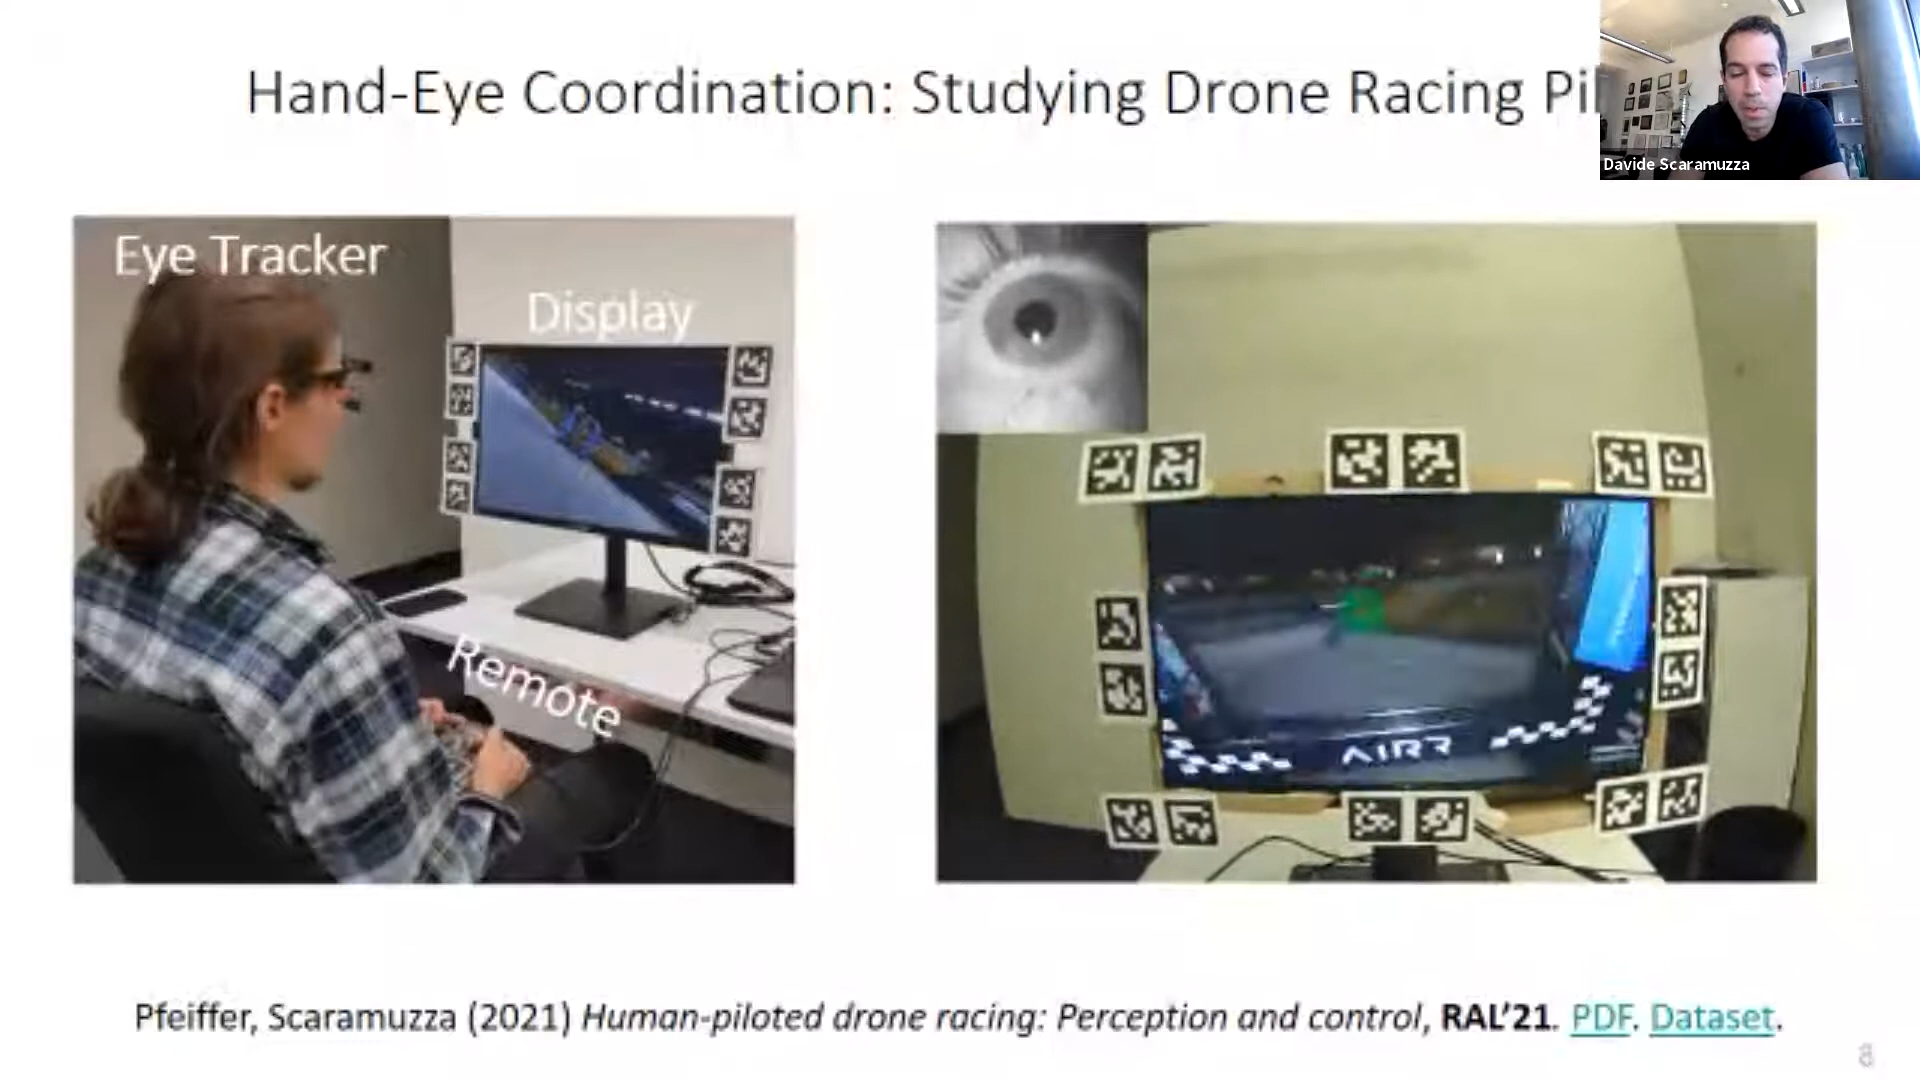 Hand-Eye Coordination: Studying Drone Racing Pil
Davide Scaramuzza
Eye Tracker
Display
Remote
AIRR
Pfeiffer, Scaramuzza (2021) Human-piloted drone racing: Perception and control, RAL’21. PDF. Dataset.
8